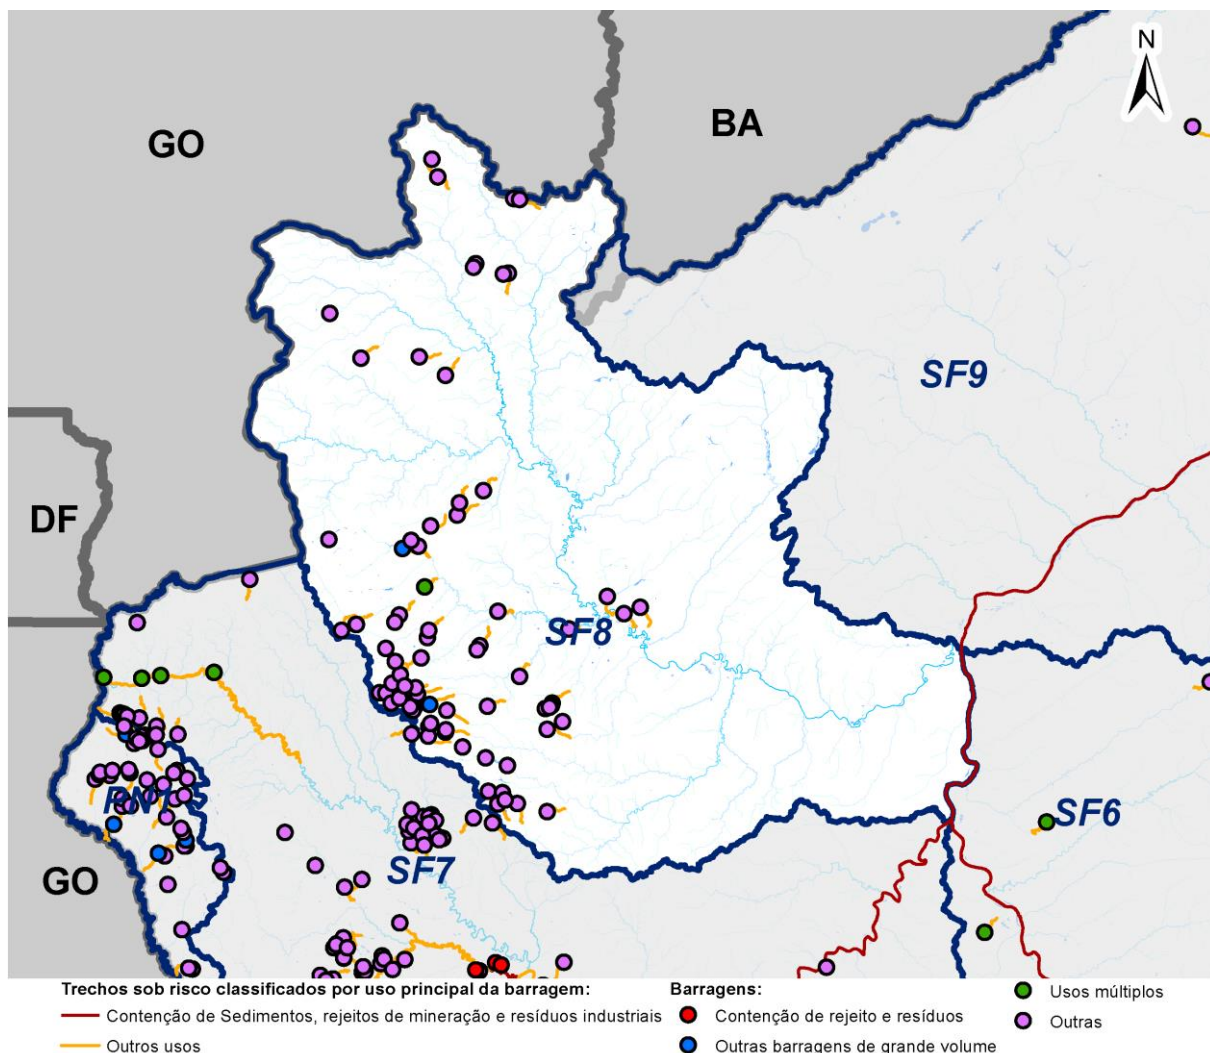 N
GO
BA
SF9
DF
SF8
PN1
SF6
SF7
GO
Trechos sob risco classificados por uso principal da barragem:
Contenção de Sedimentos, rejeitos de mineração e resíduos industriais
Outros usos
Barragens:
Contenção de rejeito e resíduos
Outras barragens de grande volume
Usos múltiplos
Outras